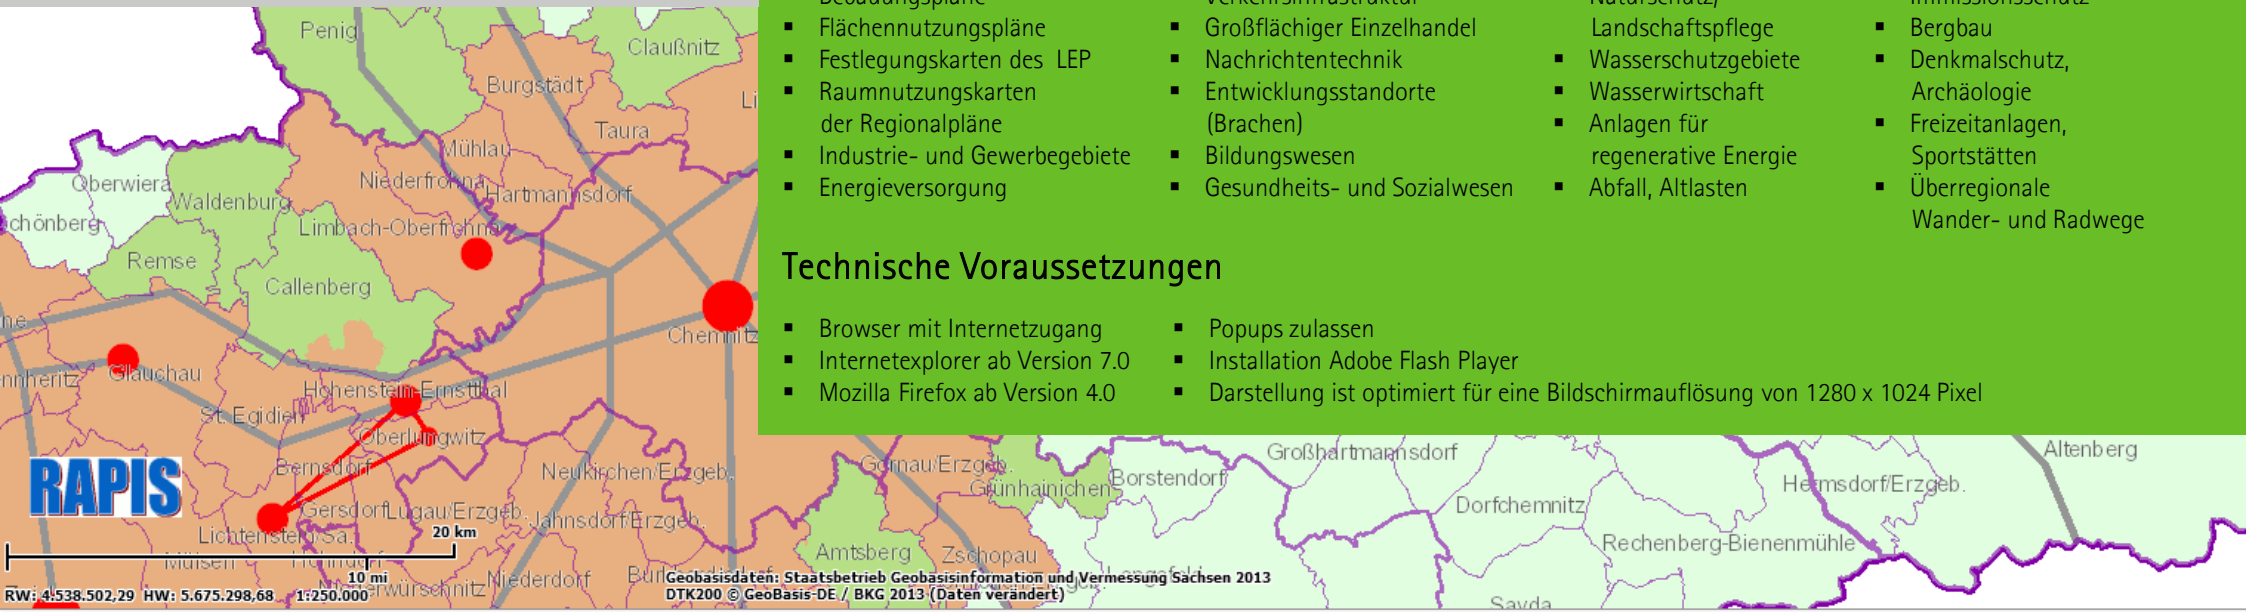 Flächennutzungspläne
Festlegungskarten des LEP
Raumnutzungskarten
der Regionalpläne
Industrie- und Gewerbegebiete
Energieversorgung
Großflächiger Einzelhandel
Nachrichtentechnik
Entwicklungsstandorte
(Brachen)
Bildungswesen
Gesundheits- und Sozialwesen
Landschaftspflege
Wasserschutzgebiete
Wasserwirtschaft
Anlagen für
regenerative Energie
Abfall, Altlasten
Bergbau
Denkmalschutz,
Archäologie
Freizeitanlagen,
Sportstätten
Überregionale
Wander- und Radwege
Technische Voraussetzungen
Browser mit Internetzugang
Internetexplorer ab Version 7.0
Mozilla Firefox ab Version 4.0
Popups zulassen
Installation Adobe Flash Player
Darstellung ist optimiert für eine Bildschirmauflösung von 1280 x 1024 Pixel
Penig
Claußnitz
Burgstädt
Taura
Mühlau
Niederfrohna
Hartmannsdorf
Oberwiera
Waldenburg
Limbach-Oberfrohna
Remse
Callenberg
Chemnitz
Glauchau
Hohenstein-Ernstthal
St. Egidien
Oberlungwitz
Bernsdorf
Neukirchen/Erzgeb.
Gornau/Erzgeb.
Grünhainichen
Borstendorf
Großhartmannsdorf
Altenberg
Hermsdorf/Erzgeb.
Dorfchemnitz
RAPIS
Gersdorf
Lugau/Erzgeb.
Jahnsdorf/Erzgeb.
Lichtenstein/Sa.
20 km
Amtsberg
Zschopau
Rechenberg-Bienenmühle
Mülsen
10 mi
Niederdorf
Geobasisdaten: Staatsbetrieb Geobasisinformation und Vermessung Sachsen 2013
RW: 4.538.502,29 HW: 5.675.298,68 1:250.000
DTK200 © GeoBasis-DE / BKG 2013 (Daten verändert)
Sayda